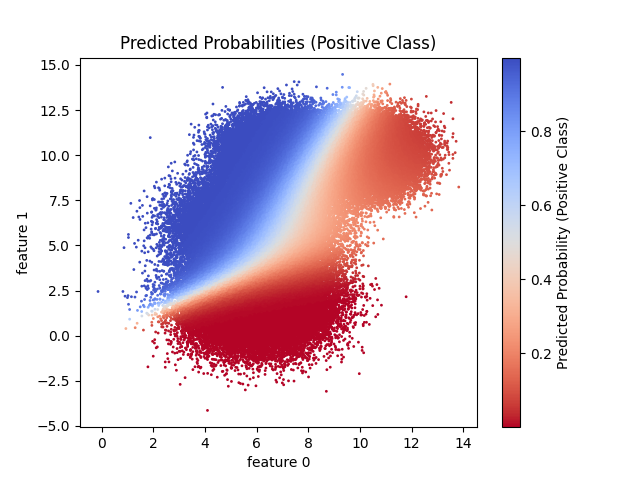 Predicted Probabilities (Positive Class)
15.0
12.5
10.0
7.5
5.0
2.5
0.0
−2.5
−5.0
feature 1
0 2 4 6 8 10 12 14
feature 0
0.8
0.6
0.4
0.2
Predicted Probability (Positive Class)